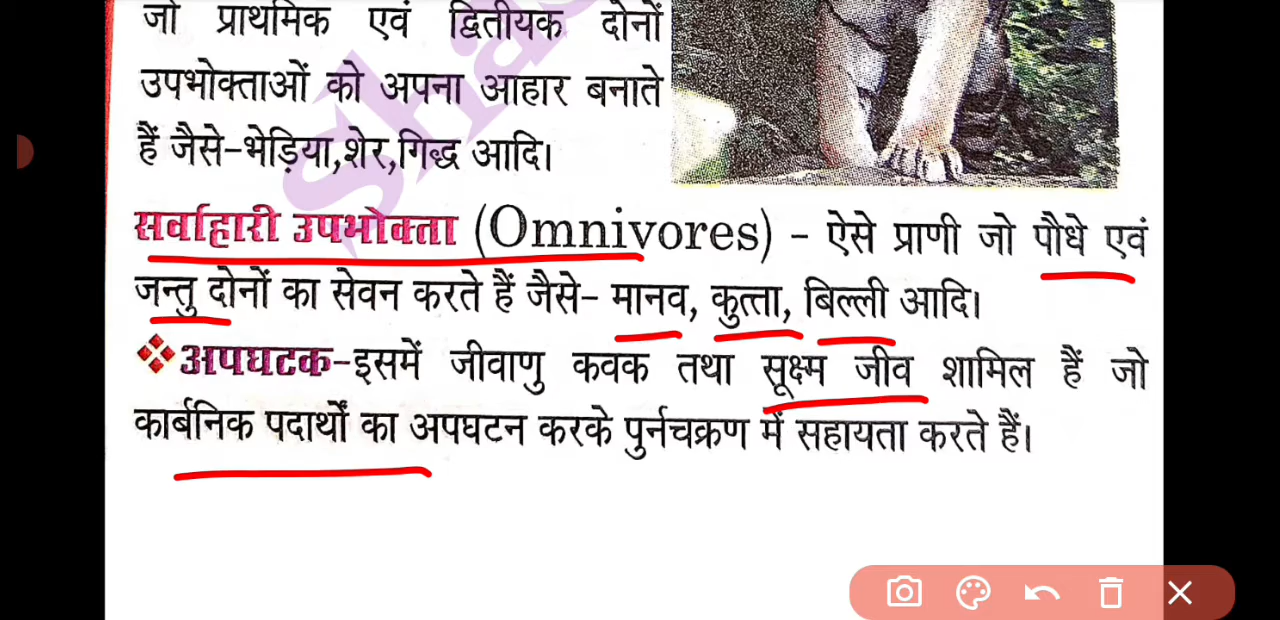 जो प्राथमिक एवं द्वितीयक दोनों
उपभोक्ताओं को अपना आहार बनाते
हैं जैसे-भेड़िया,शेर,गिद्ध आदि।
सर्वाहारी उपभोक्ता (Omnivores) - ऐसे प्राणी जो पौधे एवं
जन्तु दोनों का सेवन करते हैं जैसे- मानव, कुत्ता, बिल्ली आदि।
❖अपघटक-इसमें जीवाणु कवक तथा सूक्ष्म जीव शामिल हैं जो
कार्बनिक पदार्थों का अपघटन करके पुर्नचक्रण में सहायता करते हैं।